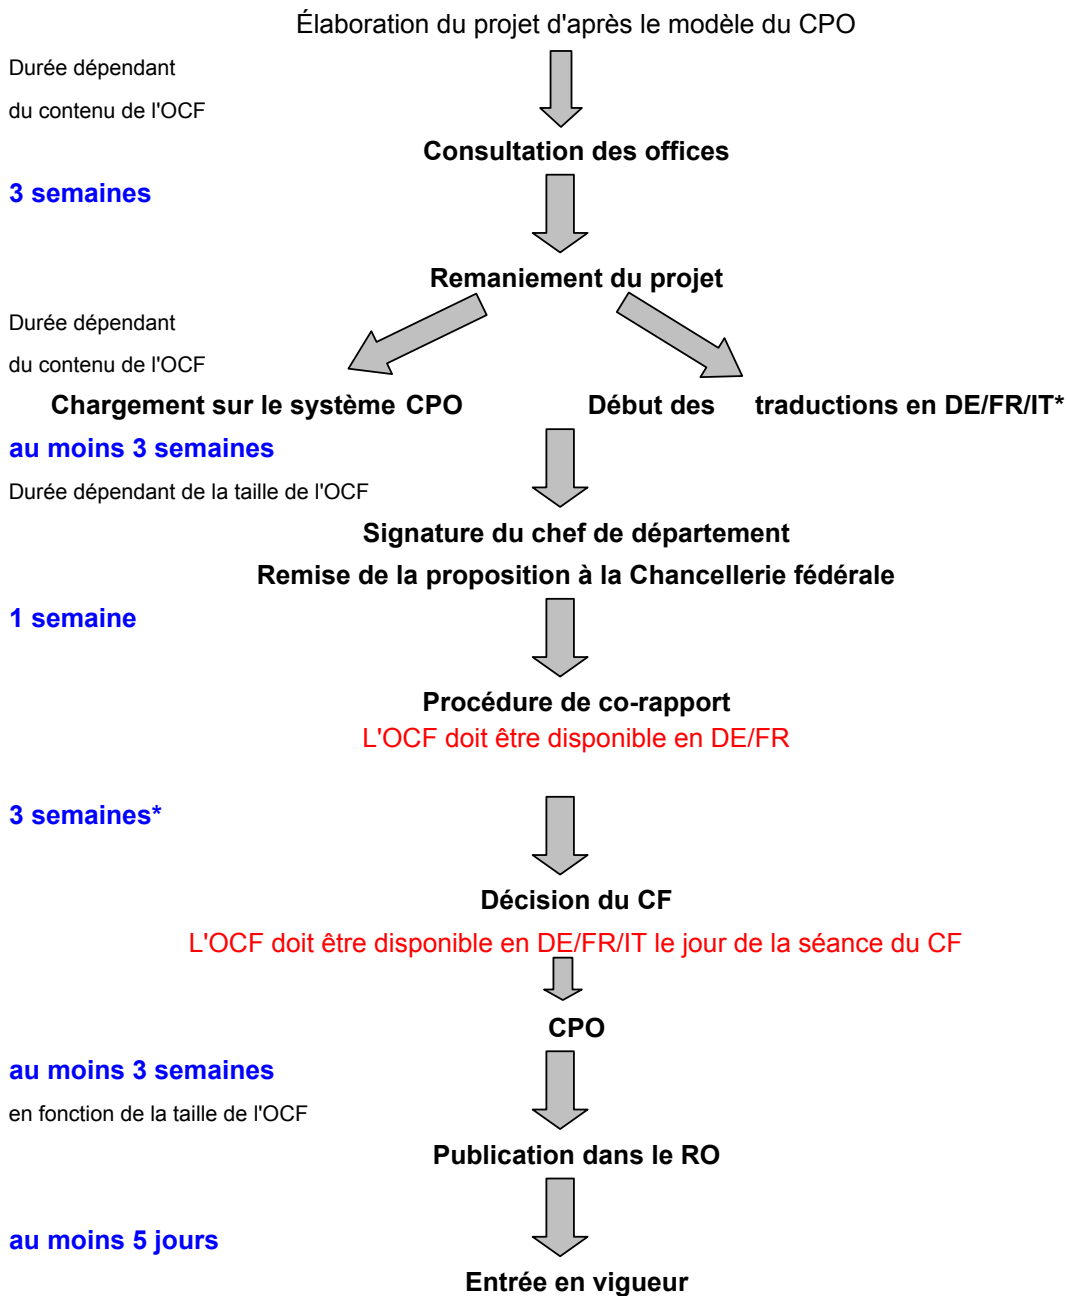 Élaboration du projet d'après le modèle du CPO
Durée dépendant
du contenu de l'OCF
Consultation des offices
3 semaines
Remaniement du projet
Durée dépendant
du contenu de l'OCF
Chargement sur le système CPO
Début des traductions en DE/FR/IT*
au moins 3 semaines
Durée dépendant de la taille de l'OCF
Signature du chef de département
Remise de la proposition à la Chancellerie fédérale
1 semaine
Procédure de co-rapport
L'OCF doit être disponible en DE/FR
3 semaines*
Décision du CF
L'OCF doit être disponible en DE/FR/IT le jour de la séance du CF
CPO
au moins 3 semaines
en fonction de la taille de l'OCF
Publication dans le RO
au moins 5 jours
Entrée en vigueur